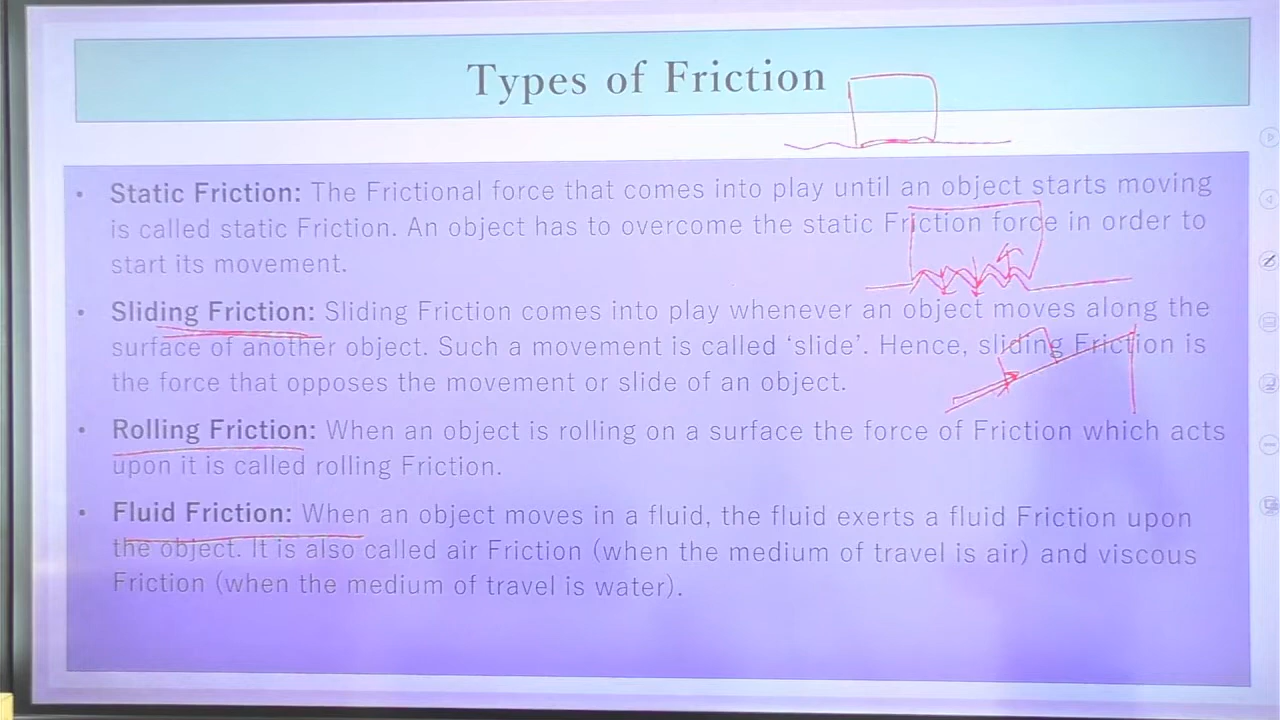 Types of Friction
• Static Friction: The Frictional force that comes into play until an object starts moving
is called static Friction. An object has to overcome the static Friction force in order to
start its movement.
• Sliding Friction: Sliding Friction comes into play whenever an object moves along the
surface of another object. Such a movement is called ‘slide’. Hence, sliding Friction is
the force that opposes the movement or slide of an object.
• Rolling Friction: When an object is rolling on a surface the force of Friction which acts
upon it is called rolling Friction.
• Fluid Friction: When an object moves in a fluid, the fluid exerts a fluid Friction upon
the object. It is also called air Friction (when the medium of travel is air) and viscous
Friction (when the medium of travel is water).